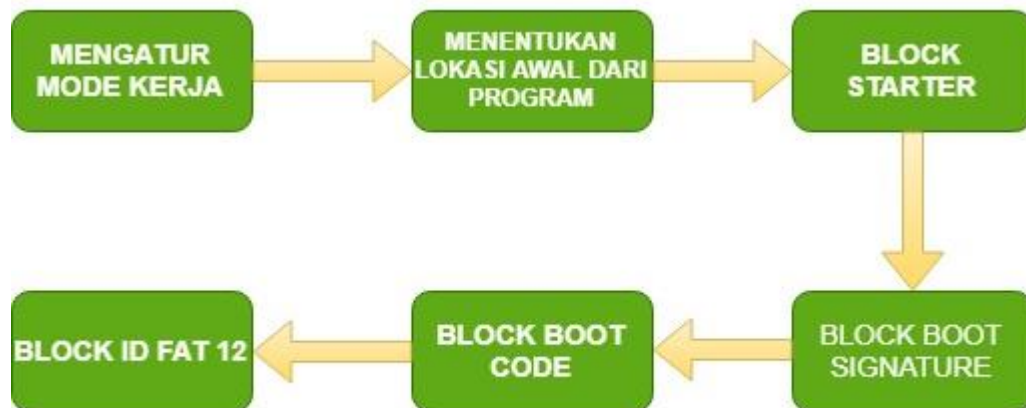 MENGATUR
MODE KERJA
MENENTUKAN
LOKASI AWAL DARI
PROGRAM
BLOCK
STARTER
BLOCK BOOT
SIGNATURE
BLOCK BOOT
CODE
BLOCK ID FAT 12